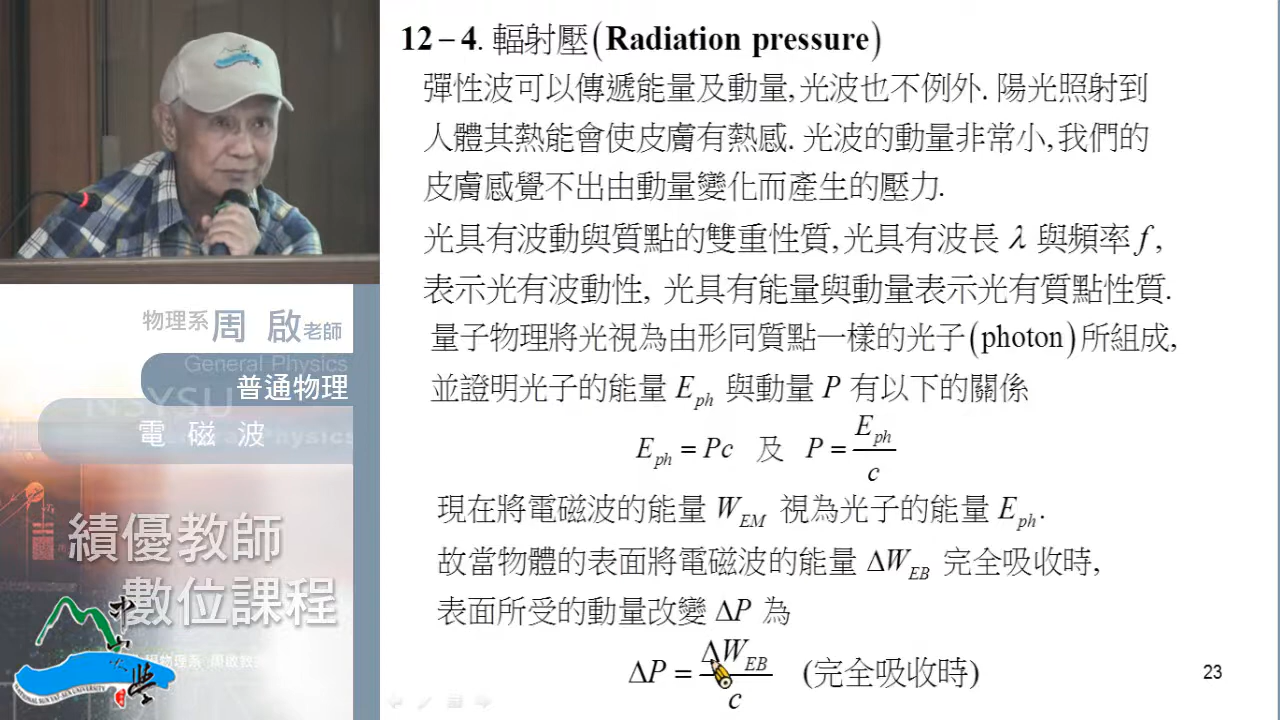 12－4. 輻射壓(Radiation pressure)
彈性波可以傳遞能量及動量,光波也不例外. 陽光照射到
人體其熱能會使皮膚有熱感. 光波的動量非常小,我們的
皮膚感覺不出由動量變化而產生的壓力.
光具有波動與質點的雙重性質,光具有波長 λ 與頻率 f,
表示光有波動性, 光具有能量與動量表示光有質點性質.
量子物理將光視為由形同質點一樣的光子(photon)所組成,
並證明光子的能量 E_ph 與動量 P 有以下的關係
E_ph = Pc 及 P = E_ph / c
現在將電磁波的能量 W_EM 視為光子的能量 E_ph.
故當物體的表面將電磁波的能量 ΔW_EB 完全吸收時,
表面所受的動量改變 ΔP 為
ΔP = ΔW_EB / c (完全吸收時)
23
物理系 周 啟 老師
General Physics
普通物理
NSYSU
電 磁 波
績優教師
數位課程
中山大學